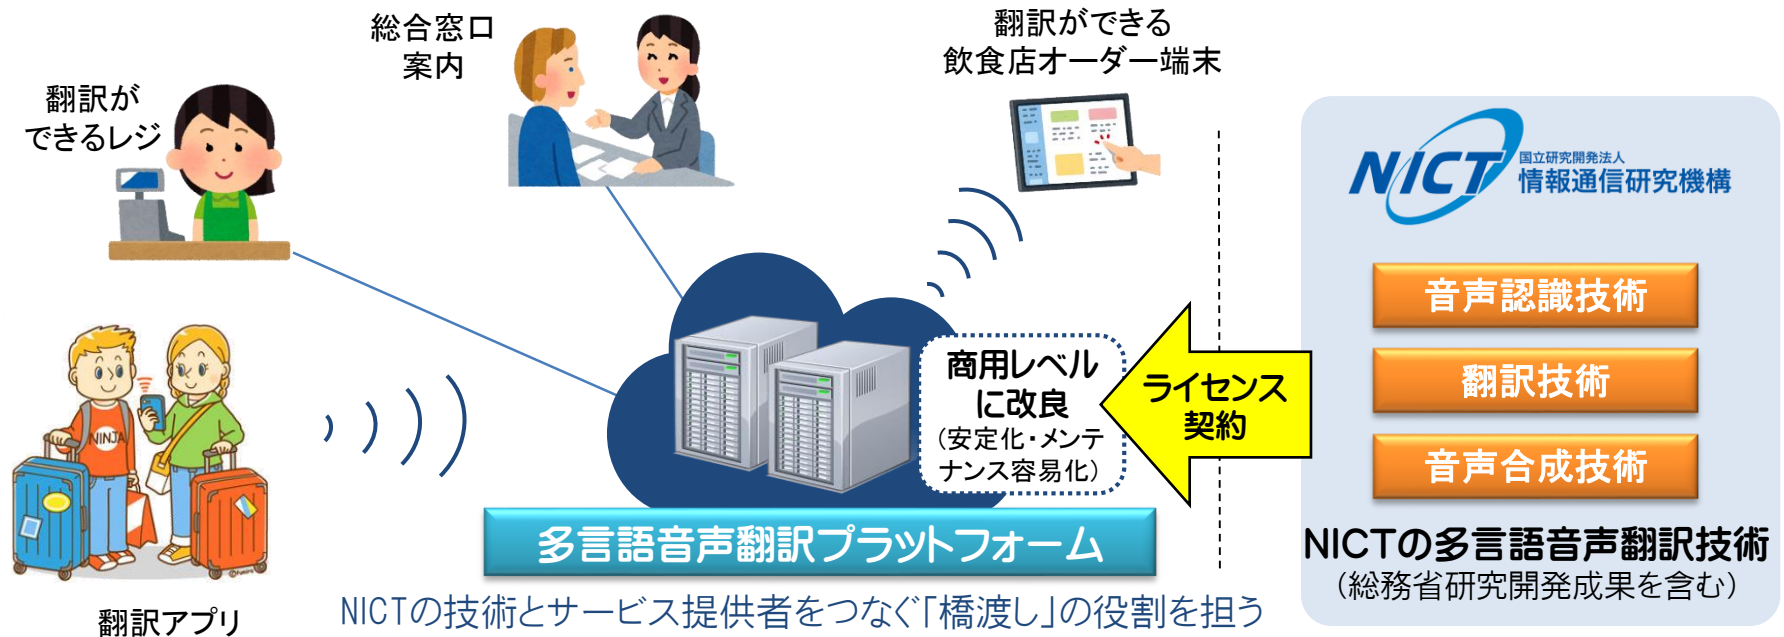 総合窓口
案内
翻訳ができる
飲食店オーダー端末
翻訳が
できるレジ
NICT
国立研究開発法人
情報通信研究機構
音声認識技術
翻訳技術
音声合成技術
NICTの多言語音声翻訳技術
(総務省研究開発成果を含む)
ライセンス
契約
商用レベル
に改良
(安定化・メンテ
ナンス容易化)
NINJA
多言語音声翻訳プラットフォーム
翻訳アプリ
NICTの技術とサービス提供者をつなぐ「橋渡し」の役割を担う